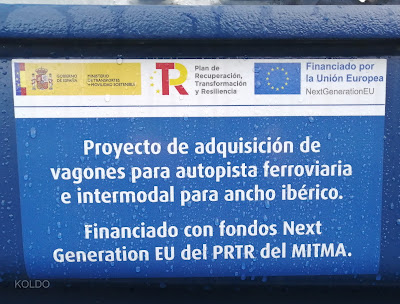 GOBIERNO
DE ESPAÑA
MINISTERIO
DE TRANSPORTES
Y MOVILIDAD SOSTENIBLE
TR
Plan de
Recuperación,
Transformación
y Resiliencia
Financiado por
la Unión Europea
NextGenerationEU
Proyecto de adquisición de
vagones para autopista ferroviaria
e intermodal para ancho ibérico.
Financiado con fondos Next
Generation EU del PRTR del MITMA.
KOLDO